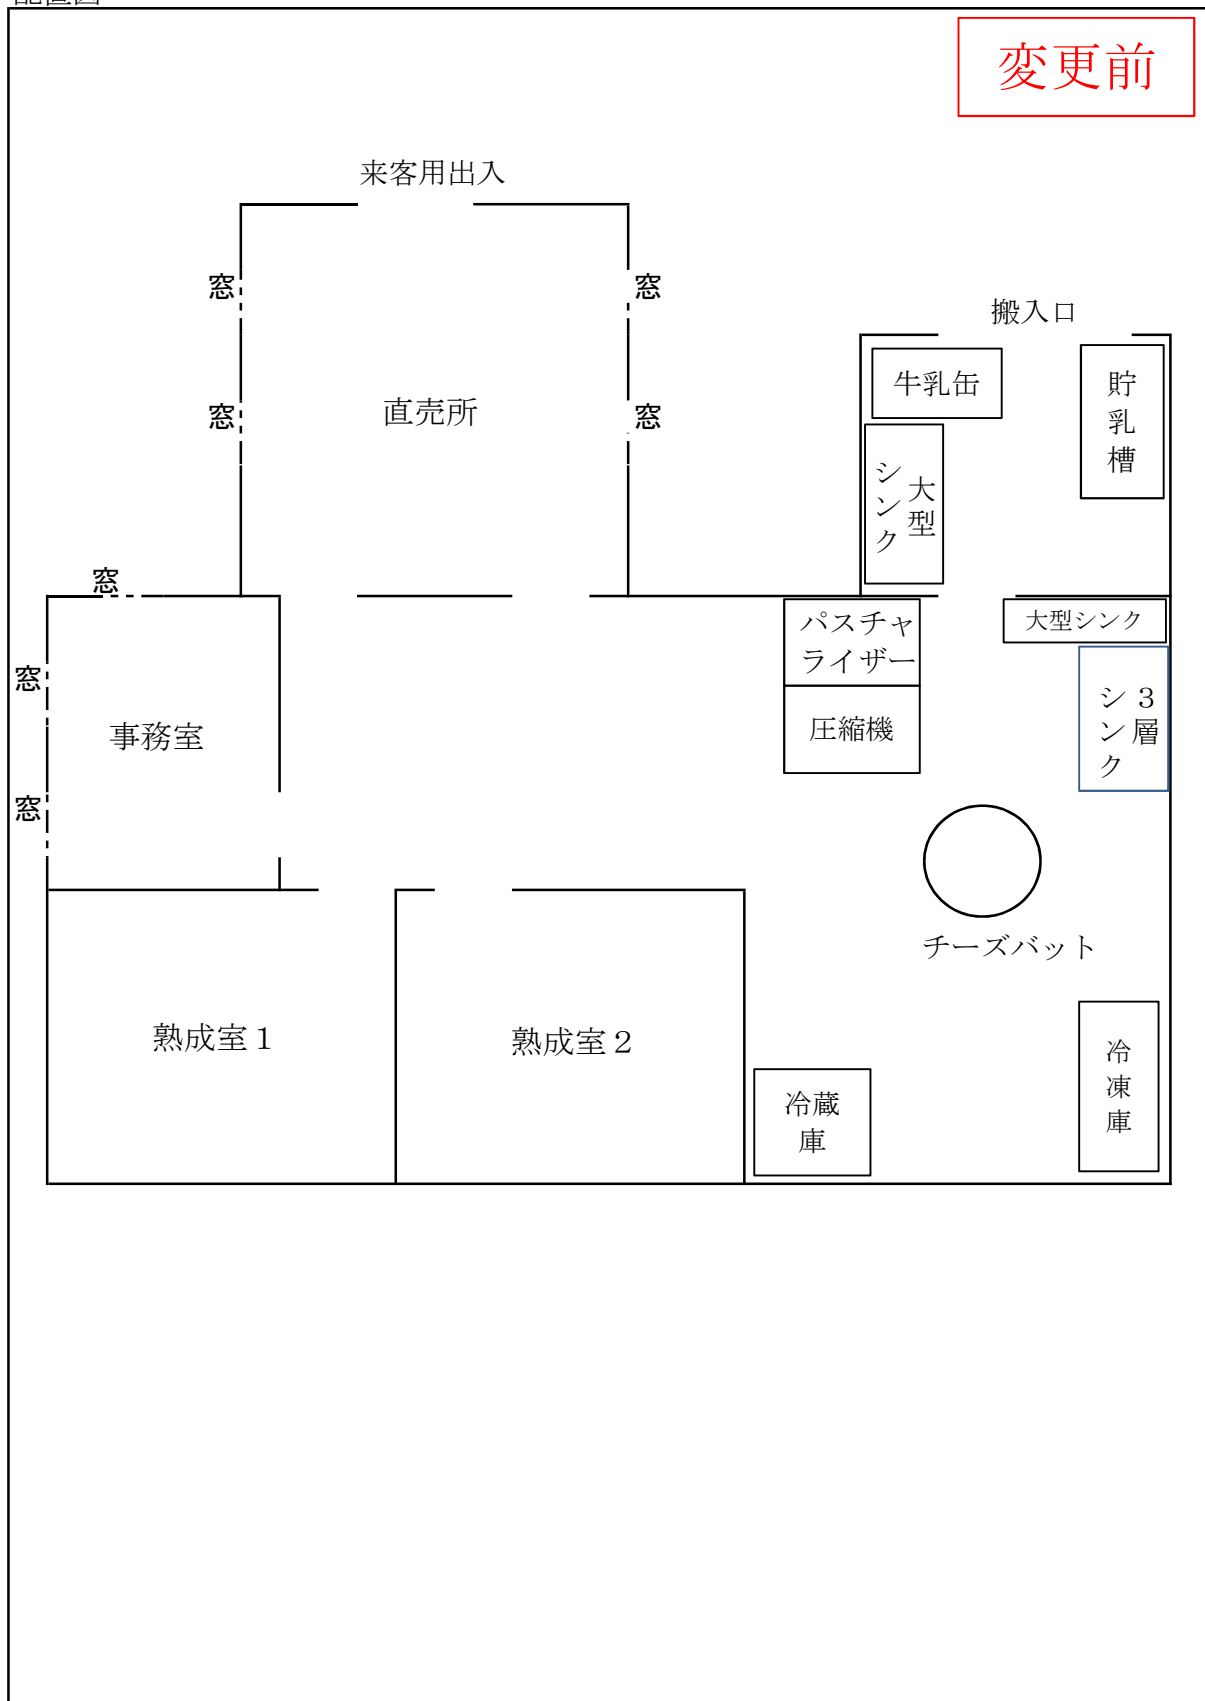 配置図
変更前
来客用出入
窓
窓
搬入口
牛乳缶
貯乳槽
直売所
窓
窓
大型
シンク
窓
パスチャ
ライザー
大型シンク
窓
事務室
圧縮機
３層
シンク
窓
チーズバット
熟成室１
熟成室２
冷蔵
庫
冷凍庫